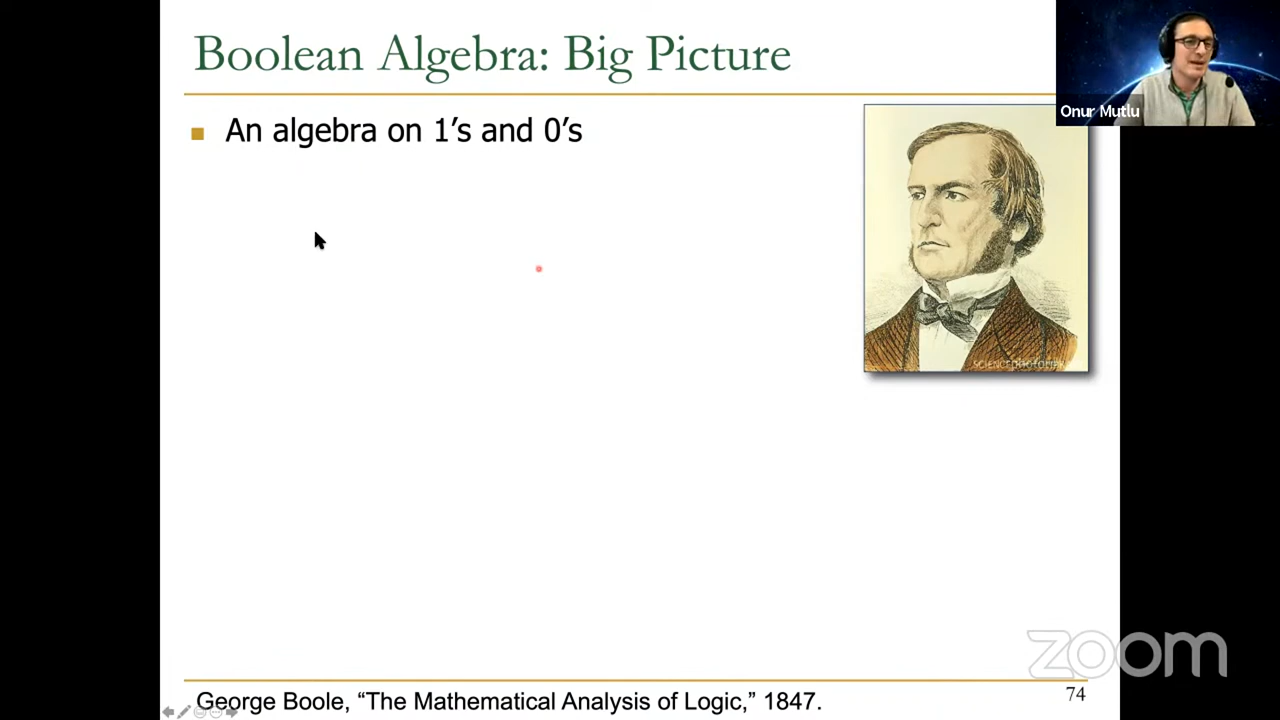 Boolean Algebra: Big Picture
Onur Mutlu
An algebra on 1's and 0's
SCIENCEPHOTOLIBRARY
zoom
George Boole, “The Mathematical Analysis of Logic,” 1847.
74